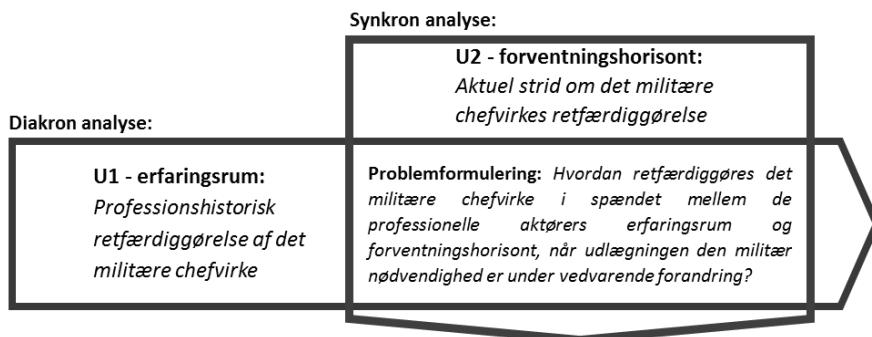 Synkron analyse:
U2 - forventningshorisont:
Aktuel strid om det militære
chefvirkes retfærdiggørelse
Diakron analyse:
U1 - erfaringsrum:
Professionshistorisk
retfærdiggørelse af det
militære chefvirke
Problemformulering: Hvordan retfærdiggøres det
militære chefvirke i spændet mellem de
professionelle aktørers erfaringsrum og
forventningshorisont, når udlægningen den militær
nødvendighed er under vedvarende forandring?